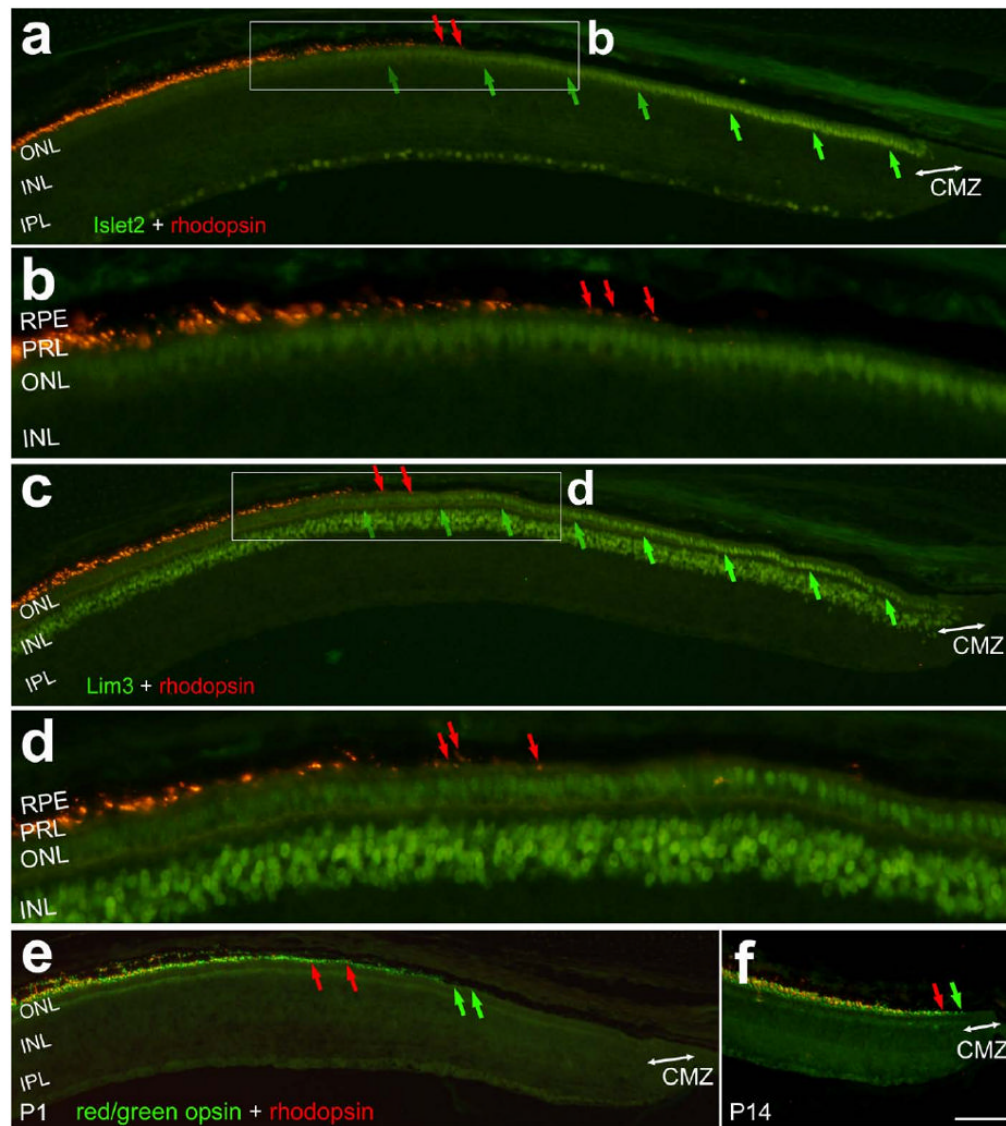 a
b
ONL
INL
IPL
CMZ
Islet2 + rhodopsin
b
RPE
PRL
ONL
INL
c
d
ONL
INL
IPL
CMZ
Lim3 + rhodopsin
d
RPE
PRL
ONL
INL
e
ONL
INL
IPL
CMZ
P1 red/green opsin + rhodopsin
f
CMZ
P14